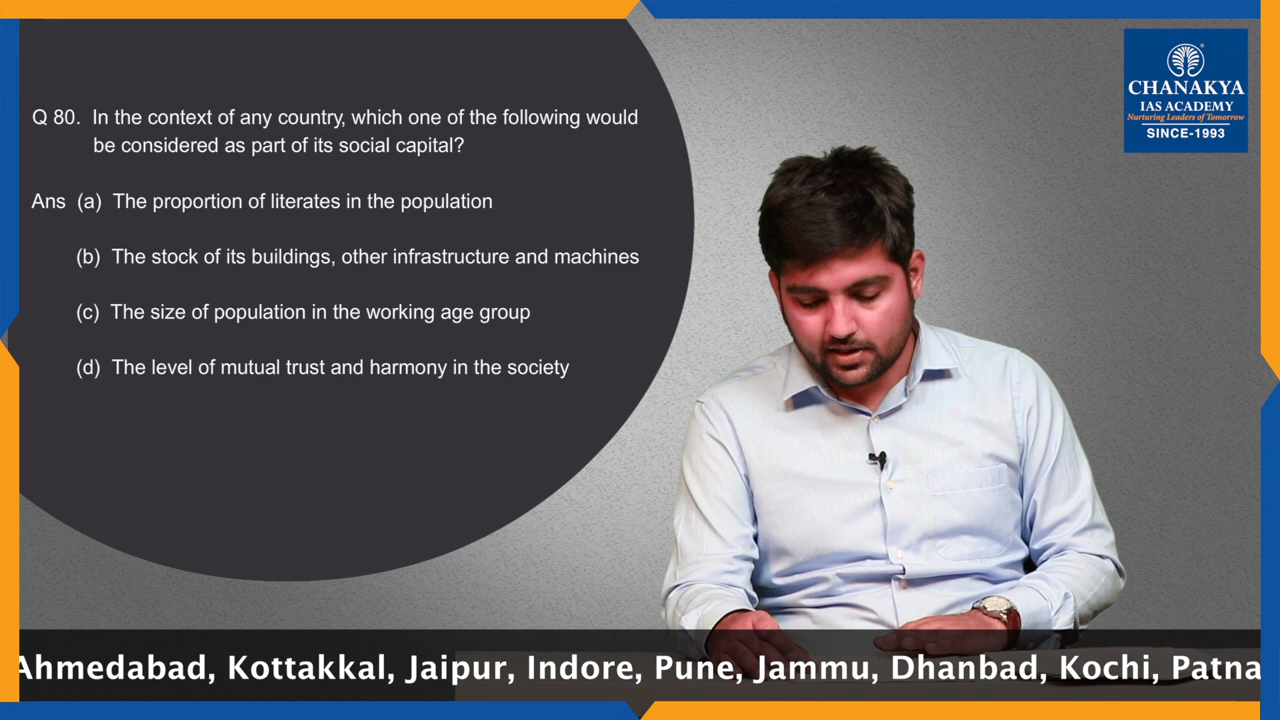 Q 80. In the context of any country, which one of the following would
be considered as part of its social capital?
Ans (a) The proportion of literates in the population
(b) The stock of its buildings, other infrastructure and machines
(c) The size of population in the working age group
(d) The level of mutual trust and harmony in the society
CHANAKYA
IAS ACADEMY
Nurturing Leaders of Tomorrow
SINCE-1993
Ahmedabad, Kottakkal, Jaipur, Indore, Pune, Jammu, Dhanbad, Kochi, Patna